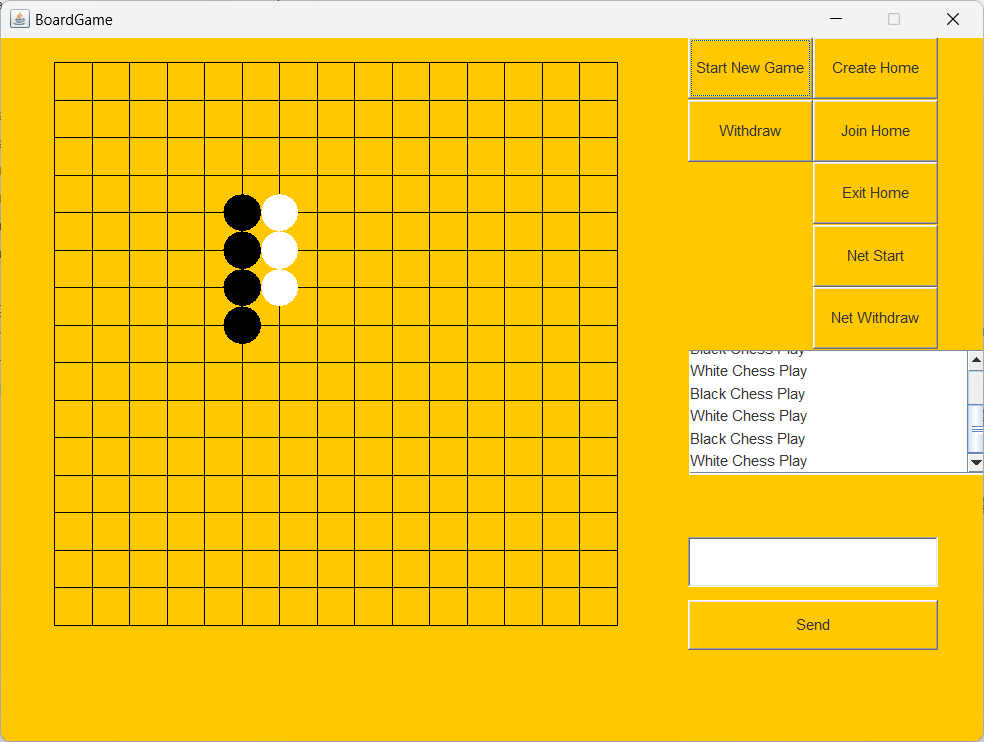 BoardGame
Start New Game
Create Home
Withdraw
Join Home
Exit Home
Net Start
Net Withdraw
Black Chess Play
White Chess Play
Black Chess Play
White Chess Play
Black Chess Play
White Chess Play
Send